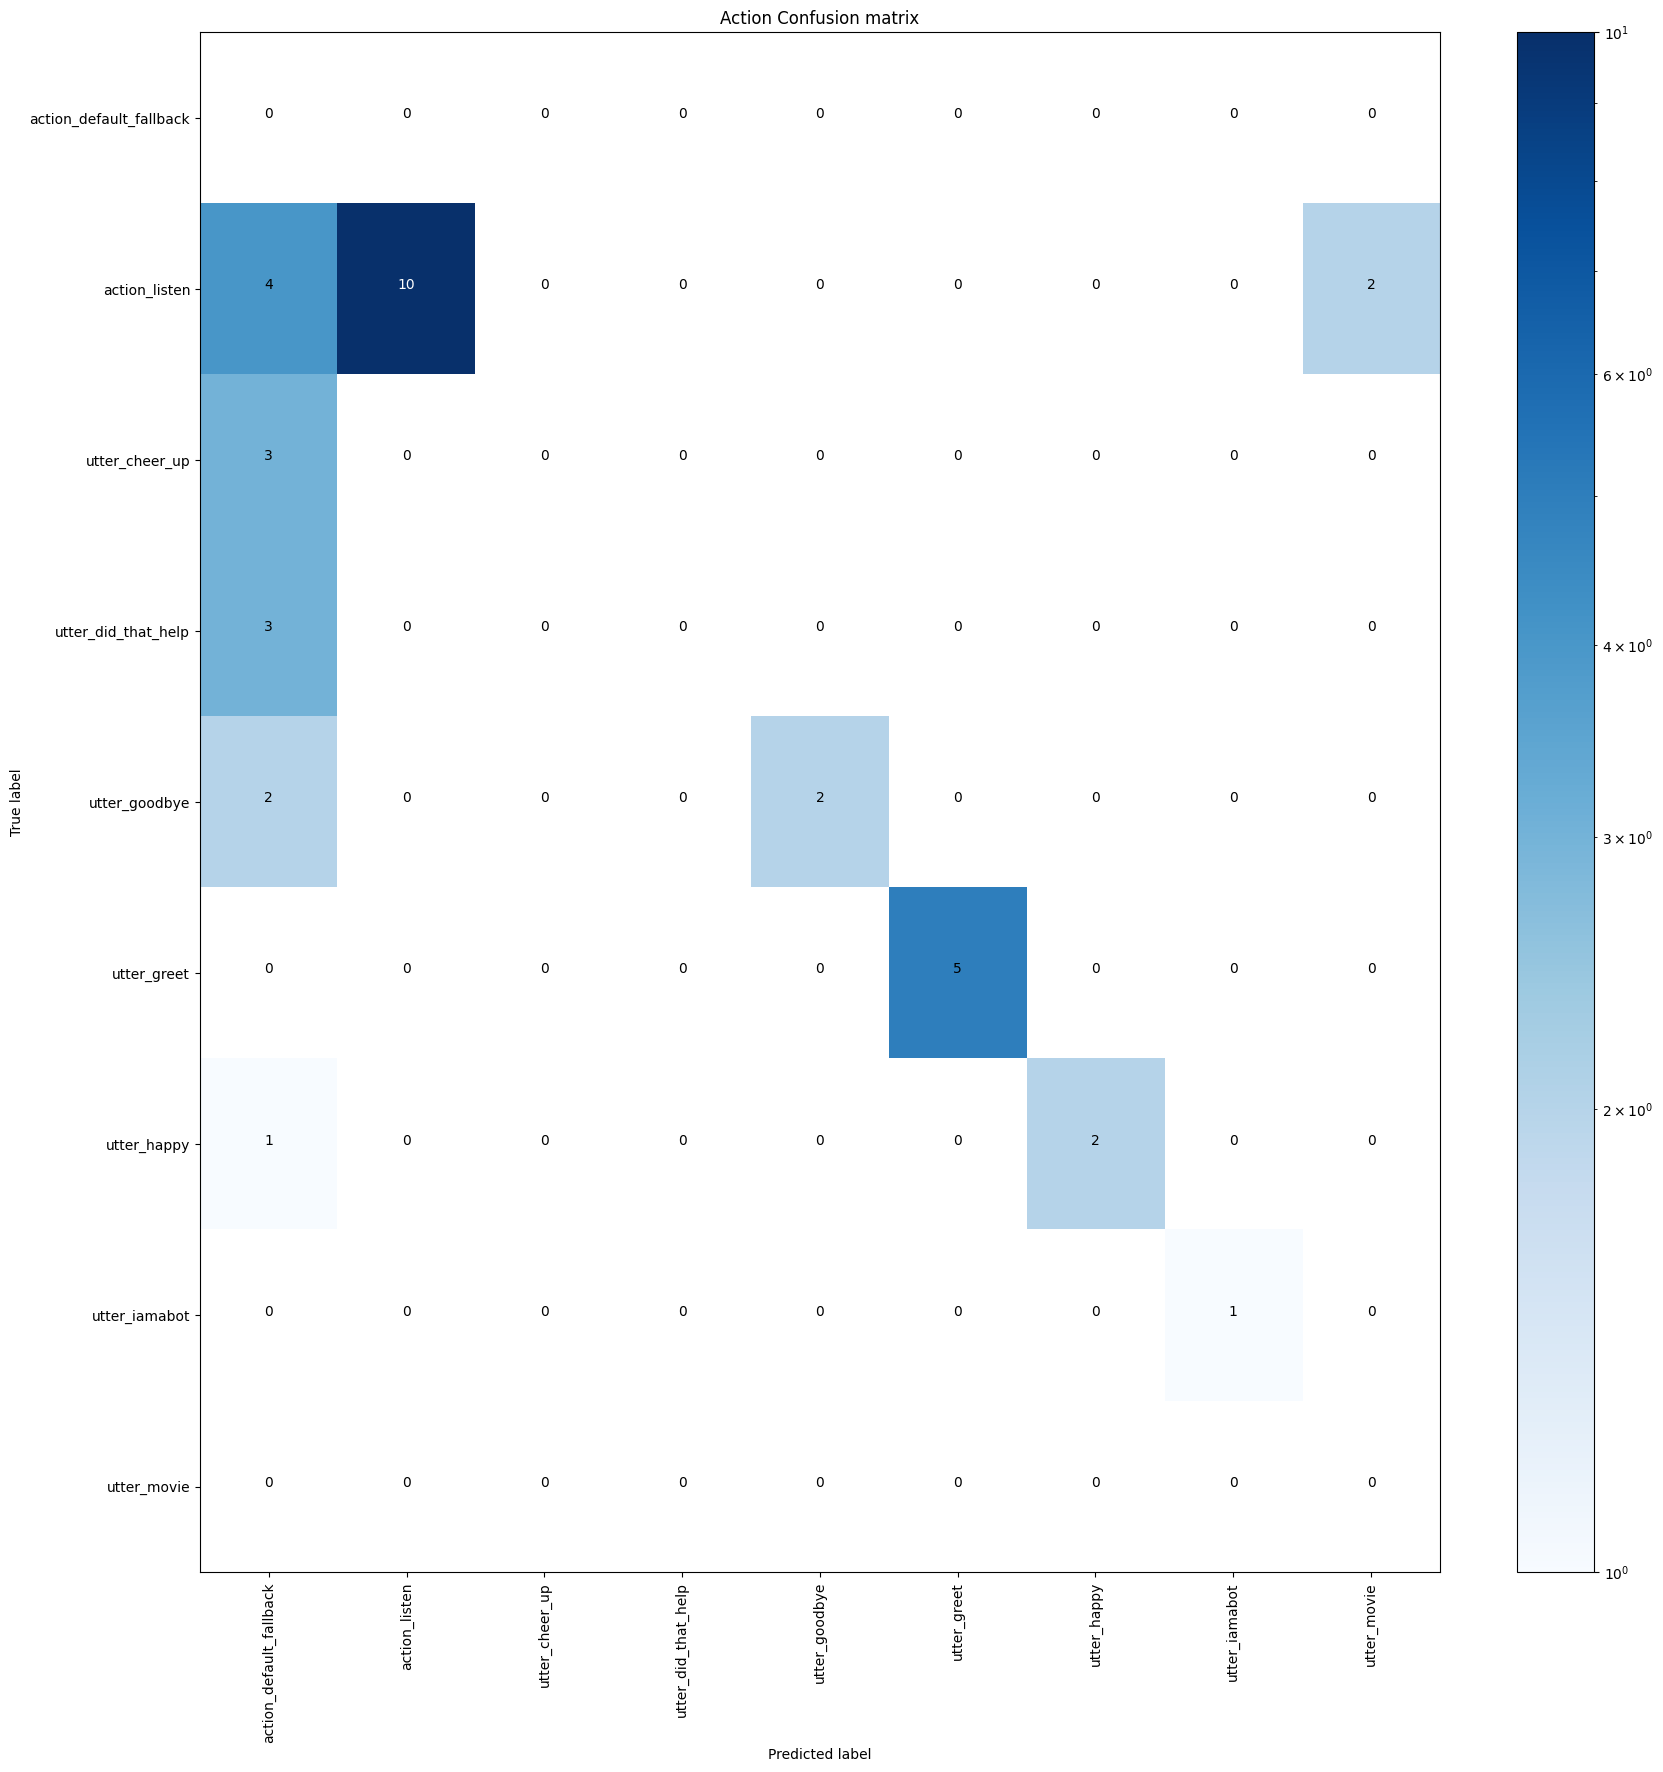 Action Confusion matrix
True label
action_default_fallback 0 0 0 0 0 0 0 0 0
action_listen 4 10 0 0 0 0 0 0 2
utter_cheer_up 3 0 0 0 0 0 0 0 0
utter_did_that_help 3 0 0 0 0 0 0 0 0
utter_goodbye 2 0 0 0 2 0 0 0 0
utter_greet 0 0 0 0 0 5 0 0 0
utter_happy 1 0 0 0 0 0 2 0 0
utter_iamabot 0 0 0 0 0 0 0 1 0
utter_movie 0 0 0 0 0 0 0 0 0
action_default_fallback
action_listen
utter_cheer_up
utter_did_that_help
utter_goodbye
utter_greet
utter_happy
utter_iamabot
utter_movie
Predicted label
10¹
6 × 10⁰
4 × 10⁰
3 × 10⁰
2 × 10⁰
10⁰